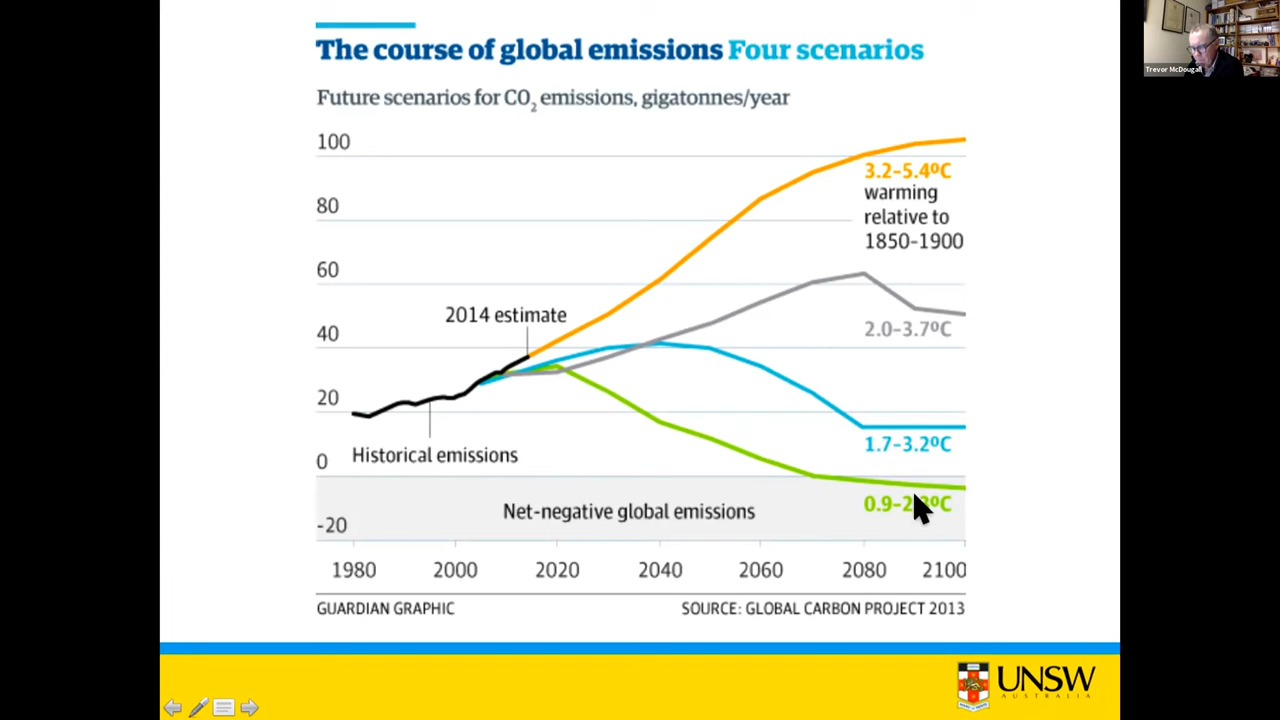 The course of global emissions Four scenarios
Future scenarios for CO₂ emissions, gigatonnes/year
100
80
60
40
20
0
-20
3.2–5.4ºC
warming
relative to
1850–1900
2014 estimate
2.0–3.7ºC
Historical emissions
1.7–3.2ºC
Net-negative global emissions
1980 2000 2020 2040 2060 2080 2100
GUARDIAN GRAPHIC
SOURCE: GLOBAL CARBON PROJECT 2013
UNSW
AUSTRALIA
Trevor McDougall